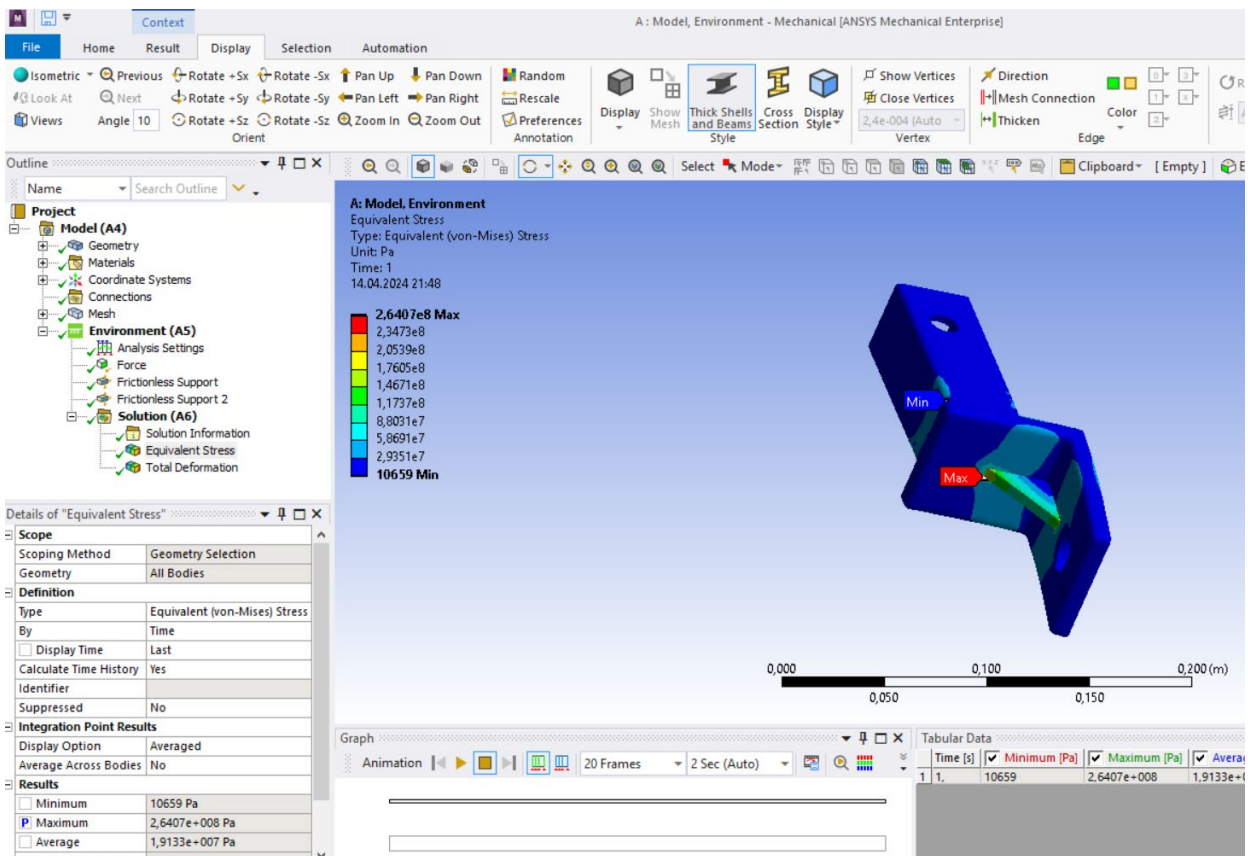 M
Context
A : Model, Environment - Mechanical [ANSYS Mechanical Enterprise]
File Home Result Display Selection Automation
Isometric Previous Rotate +Sx Rotate -Sx Pan Up Pan Down Random Show Vertices Direction
Look At Next Rotate +Sy Rotate -Sy Pan Left Pan Right Rescale Close Vertices Mesh Connection
Views Angle 10 Rotate +Sz Rotate -Sz Zoom In Zoom Out Preferences 2,4e-004 (Auto Thicken
Display Show Mesh Thick Shells and Beams Cross Section Display Style Color
Orient Annotation Style Vertex Edge
Outline
Select Mode Clipboard [ Empty ]
Name Search Outline
Project
Model (A4)
Geometry
Materials
Coordinate Systems
Connections
Mesh
Environment (A5)
Analysis Settings
Force
Frictionless Support
Frictionless Support 2
Solution (A6)
Solution Information
Equivalent Stress
Total Deformation
A: Model, Environment
Equivalent Stress
Type: Equivalent (von-Mises) Stress
Unit: Pa
Time: 1
14.04.2024 21:48
2,6407e8 Max
2,3473e8
2,0539e8
1,7605e8
1,4671e8
1,1737e8
8,8031e7
5,8691e7
2,9351e7
10659 Min
Min
Max
0,000 0,100 0,200 (m)
0,050 0,150
Details of "Equivalent Stress"
Scope
Scoping Method Geometry Selection
Geometry All Bodies
Definition
Type Equivalent (von-Mises) Stress
By Time
Display Time Last
Calculate Time History Yes
Identifier
Suppressed No
Integration Point Results
Display Option Averaged
Average Across Bodies No
Results
Minimum 10659 Pa
P Maximum 2,6407e+008 Pa
Average 1,9133e+007 Pa
Graph
Animation 20 Frames 2 Sec (Auto)
Tabular Data
Time [s] Minimum [Pa] Maximum [Pa] Avera
1 1, 10659 2,6407e+008 1,9133e+0